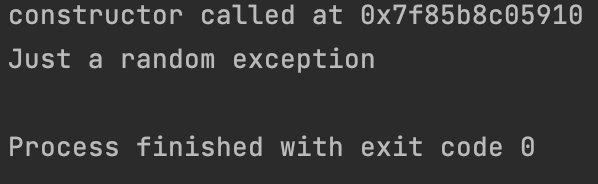 constructor called at 0x7f85b8c05910
Just a random exception
Process finished with exit code 0